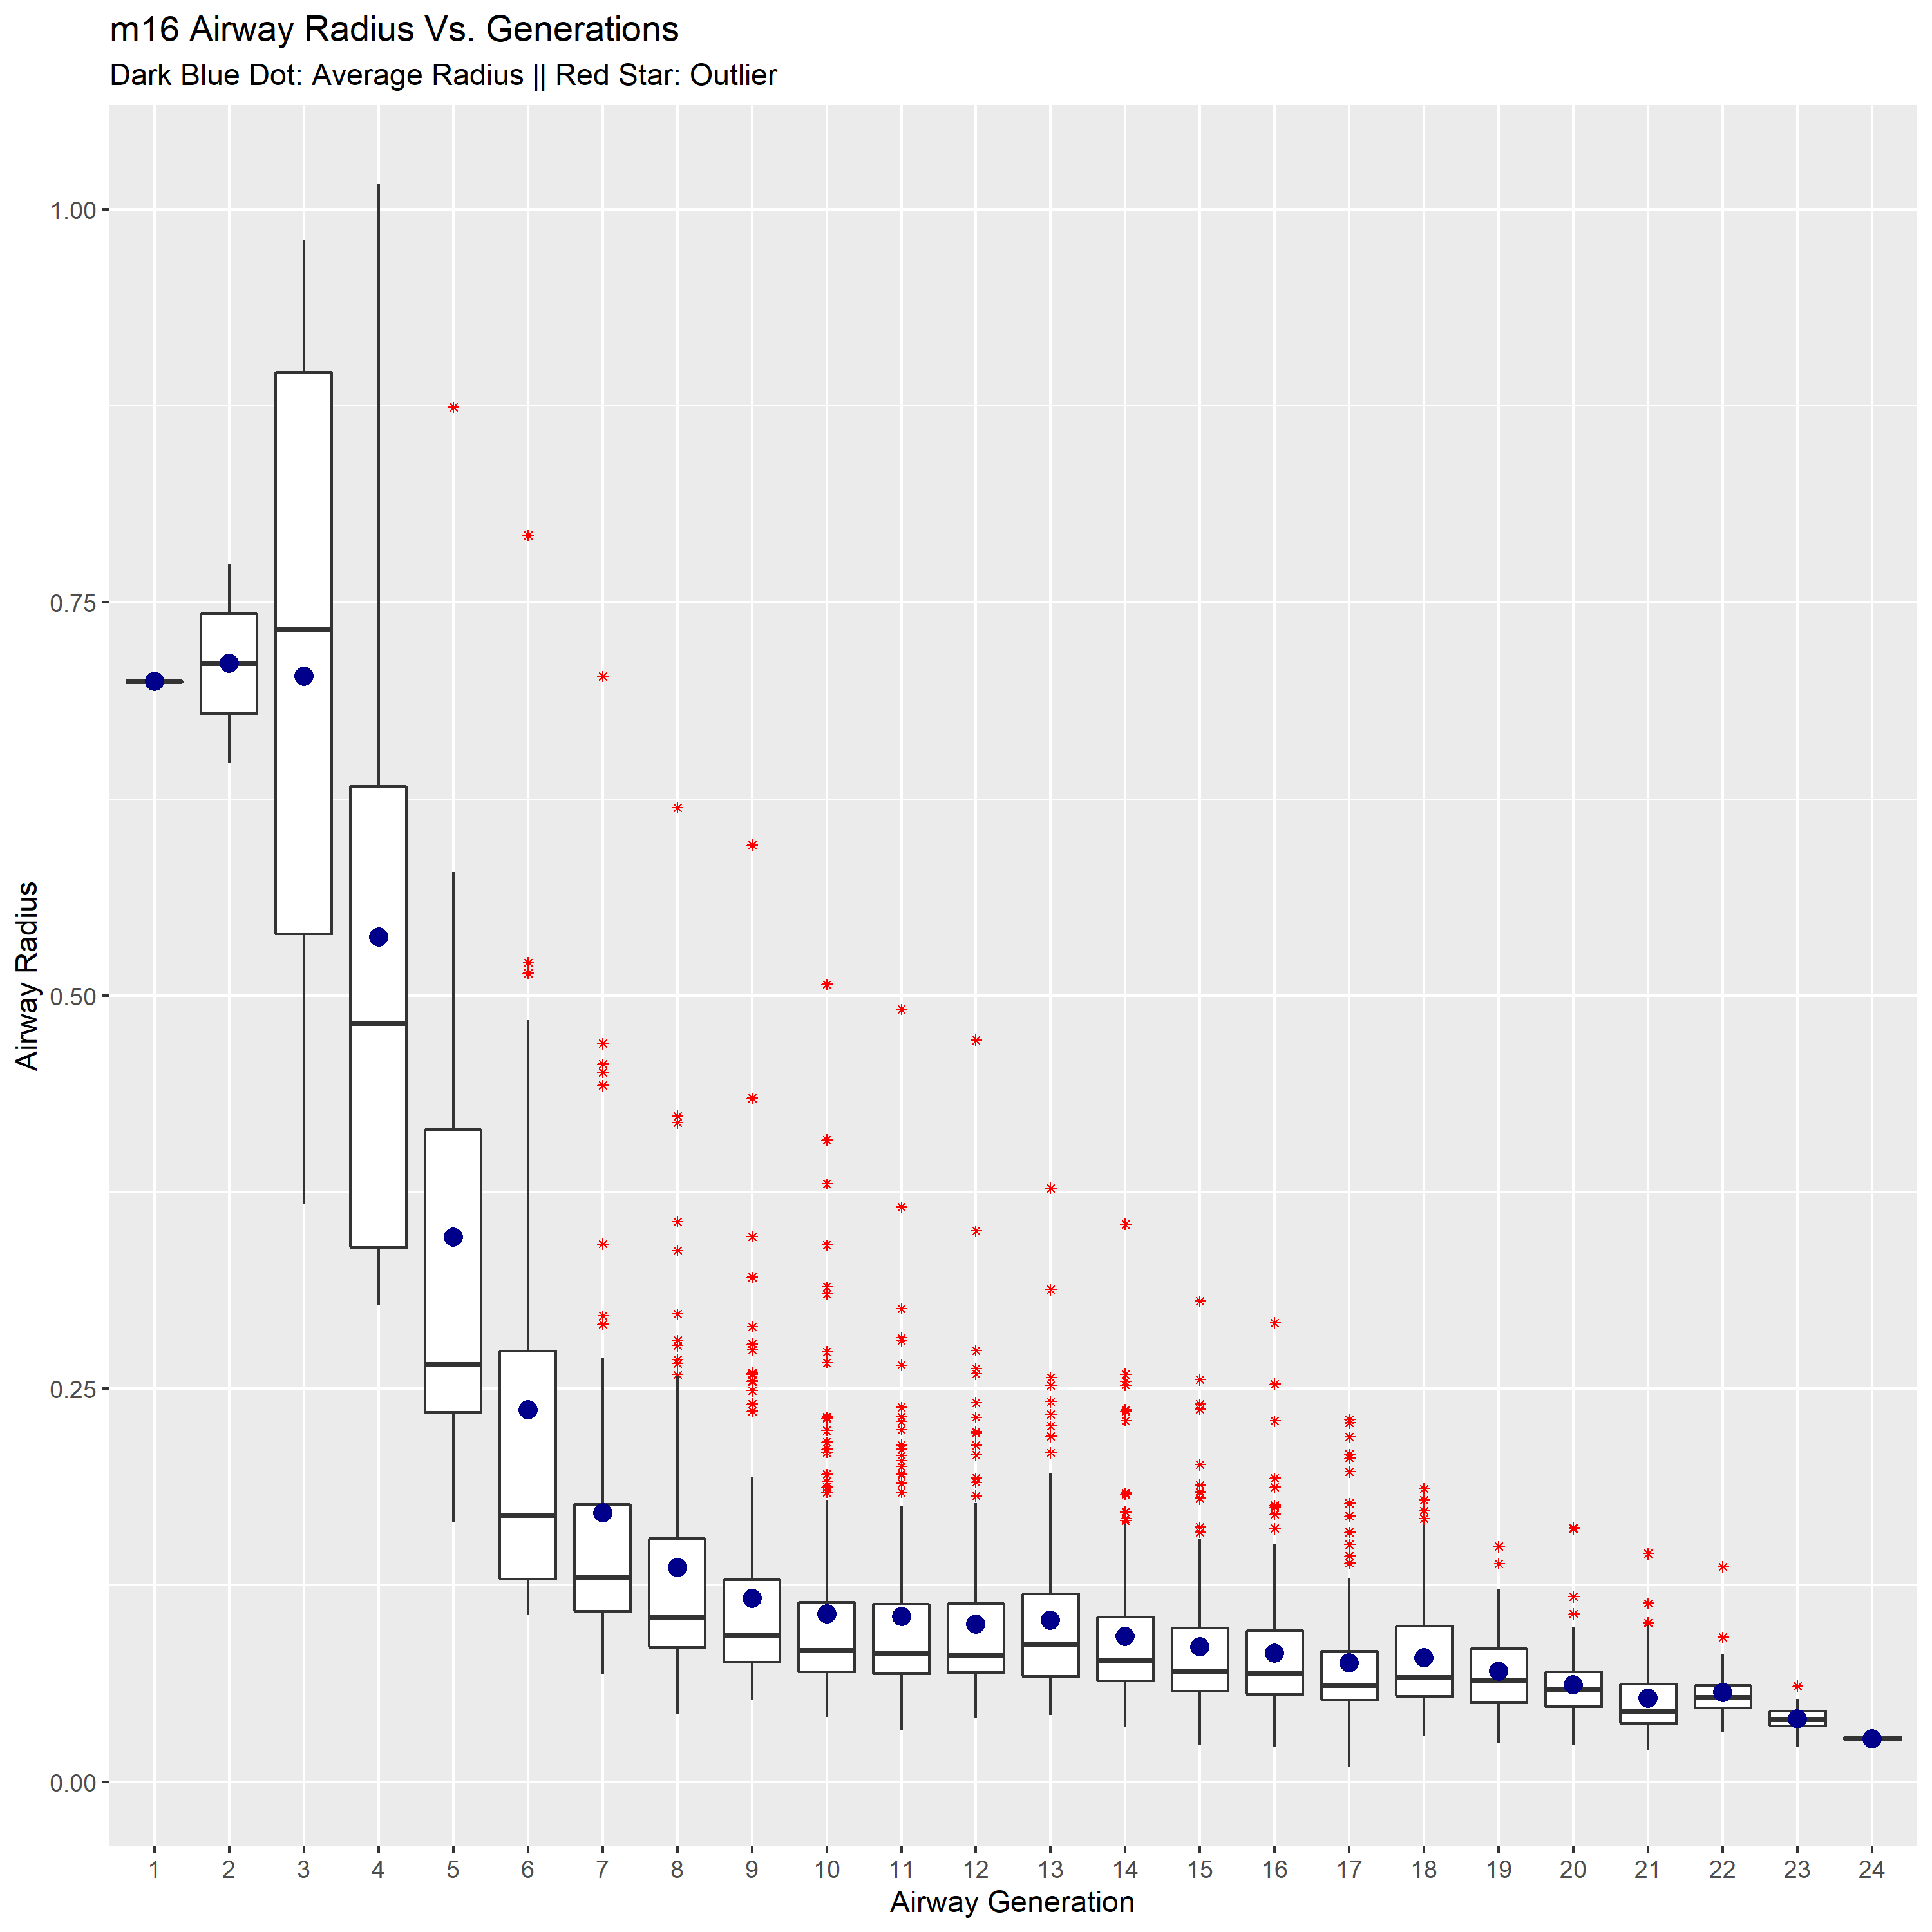 m16 Airway Radius Vs. Generations
Dark Blue Dot: Average Radius || Red Star: Outlier
Airway Radius
1.00
0.75
0.50
0.25
0.00
1 2 3 4 5 6 7 8 9 10 11 12 13 14 15 16 17 18 19 20 21 22 23 24
Airway Generation